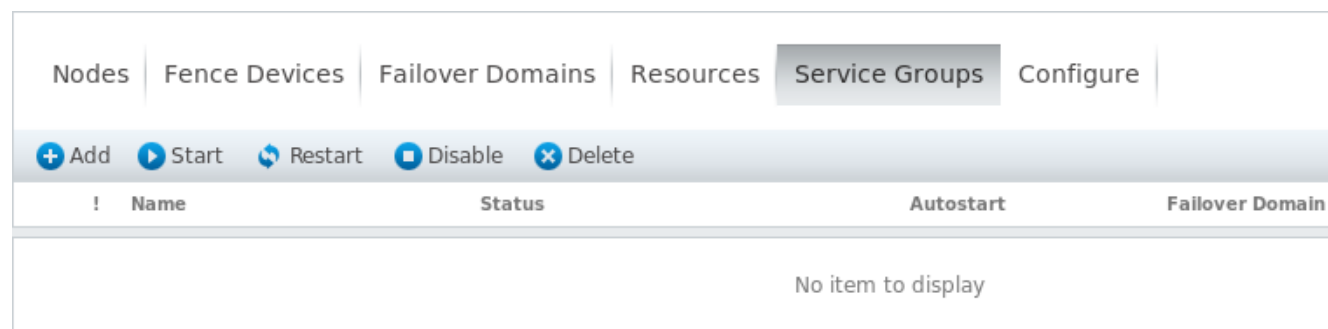 Nodes Fence Devices Failover Domains Resources Service Groups Configure
Add Start Restart Disable Delete
! Name Status Autostart Failover Domain
No item to display